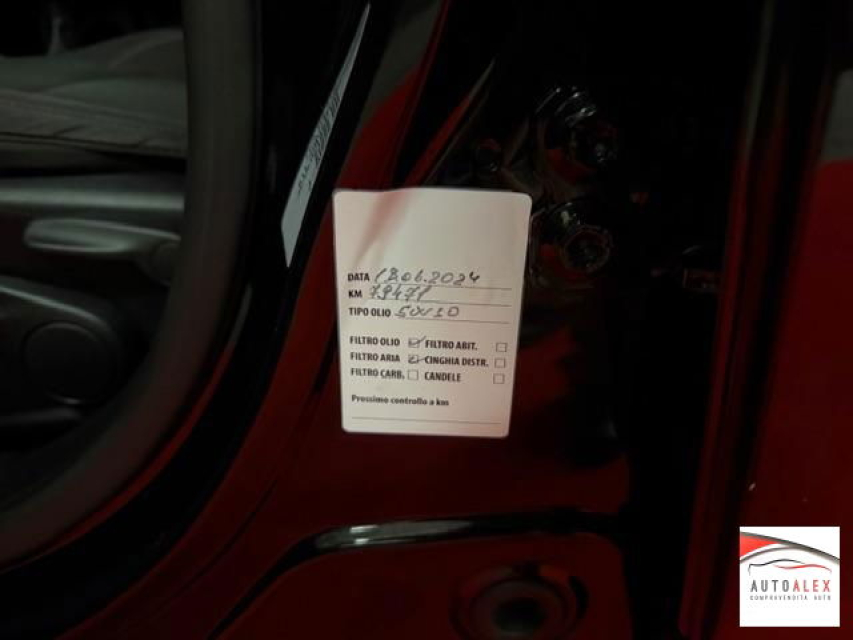 DATA 18.06.2024
KM 79471
TIPO OLIO 5W30
FILTRO OLIO FILTRO ABIT.
FILTRO ARIA CINGHIA DISTR.
FILTRO CARB. CANDELE
Prossimo controllo a km
AUTOALEX
COMPRAVENDITA AUTO